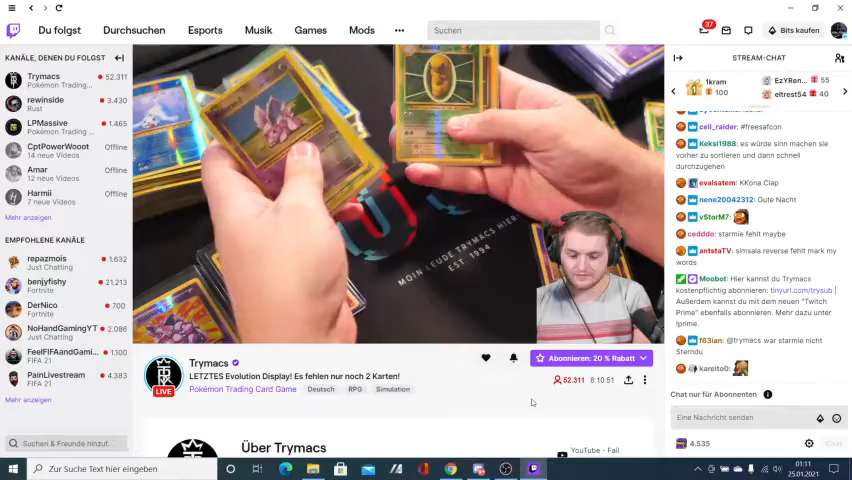 Du folgst
Durchsuchen
Esports
Musik
Games
Mods
Suchen
37
Bits kaufen
KANÄLE, DENEN DU FOLGST
Trymacs
52.311
Pokémon Trading...
rewinside
3.430
Rust
LPMassive
1.465
Pokémon Trading ...
CptPowerWooot
Offline
14 neue Videos
Amar
Offline
12 neue Videos
Harmii
Offline
7 neue Videos
Mehr anzeigen
EMPFOHLENE KANÄLE
repazmois
1.632
Just Chatting
benjyfishy
21.213
Fortnite
DerNico
700
Fortnite
NoHandGamingYT
2.086
Just Chatting
FeelFIFAandGami...
1.100
FIFA 21
PainLivestream
4.383
FIFA 21
Mehr anzeigen
Suchen & Freunde hinzuf.
MOIN LEUDE TRYMACS HIER
EST. 1994
LIVE
Trymacs
LETZTES Evolution Display! Es fehlen nur noch 2 Karten!
Pokémon Trading Card Game
Deutsch
RPG
Simulation
Abonnieren: 20 % Rabatt
52.311
8:10:51
Über Trymacs
YouTube - Fail
STREAM-CHAT
1kram
100
EzYRen...
55
eltrest54
40
cell_raider: #freesafcon
Keksi1988: es würde sinn machen sie
vorher zu sortieren und dann schnell
durchzugehen
evalsatem: KKona Clap
nene20042312: Gute Nacht
vStorM7:
cedddo: starmie fehlt maybe
antstaTV: simsala reverse fehlt mark my
words
Moobot: Hier kannst du Trymacs
kostenpflichtig abonnieren: tinyurl.com/trysub |
Außerdem kannst du mit dem neuen "Twitch
Prime" ebenfalls abonnieren. Mehr dazu unter
!prime.
f63ian: @trymacs war starmie nicht
Sterndu
kareito0:
Chat nur für Abonnenten
Eine Nachricht senden
4.535
Chat
Zur Suche Text hier eingeben
01:11
25.01.2021